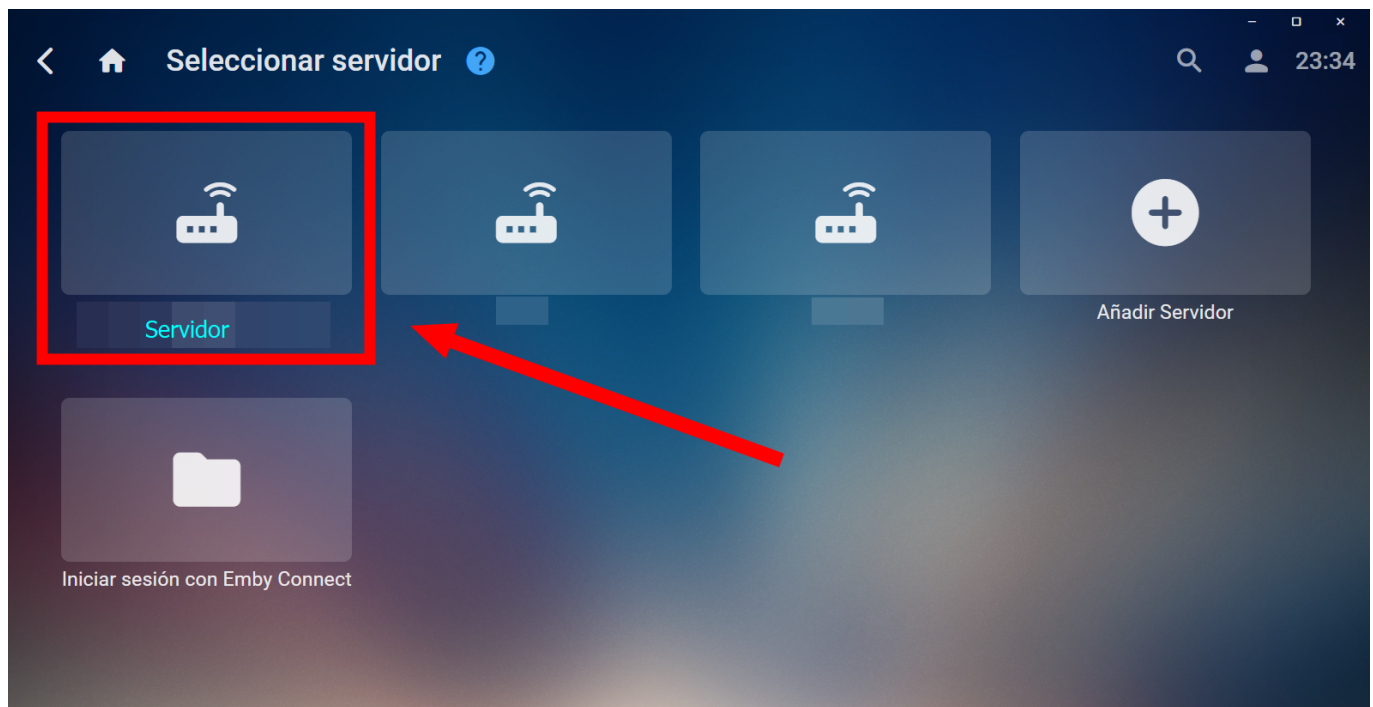 Seleccionar servidor
23:34
Servidor
Añadir Servidor
Iniciar sesión con Emby Connect